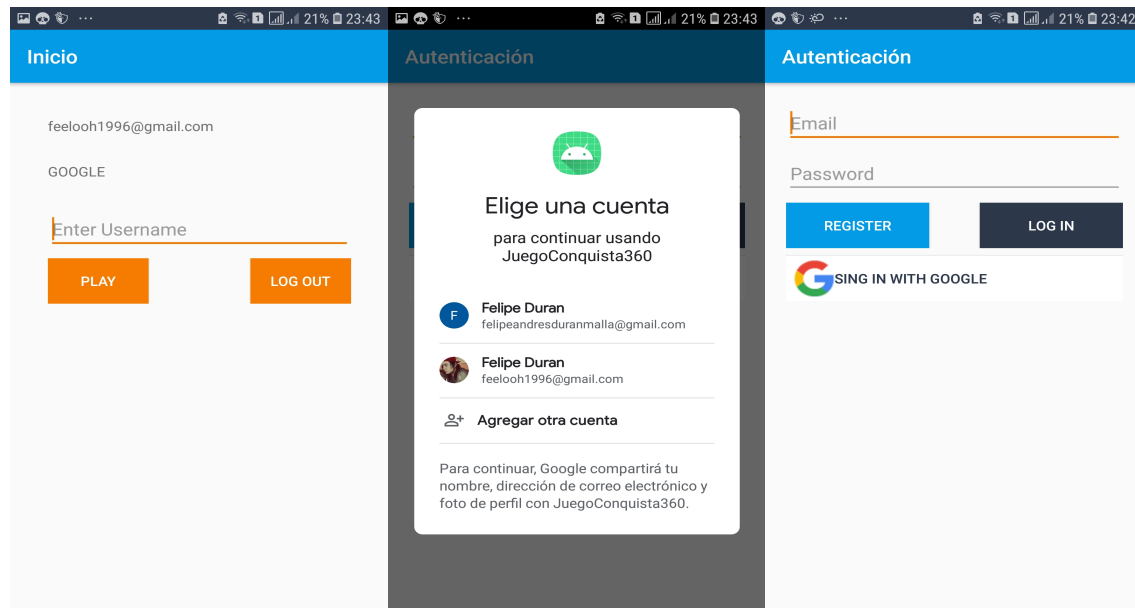 21% 23:43
Inicio
feelooh1996@gmail.com
GOOGLE
Enter Username
PLAY
LOG OUT
21% 23:43
Autenticación
Elige una cuenta
para continuar usando
JuegoConquista360
F
Felipe Duran
felipeandresduranmalla@gmail.com
Felipe Duran
feelooh1996@gmail.com
Agregar otra cuenta
Para continuar, Google compartirá tu
nombre, dirección de correo electrónico y
foto de perfil con JuegoConquista360.
21% 23:42
Autenticación
Email
Password
REGISTER
LOG IN
SING IN WITH GOOGLE